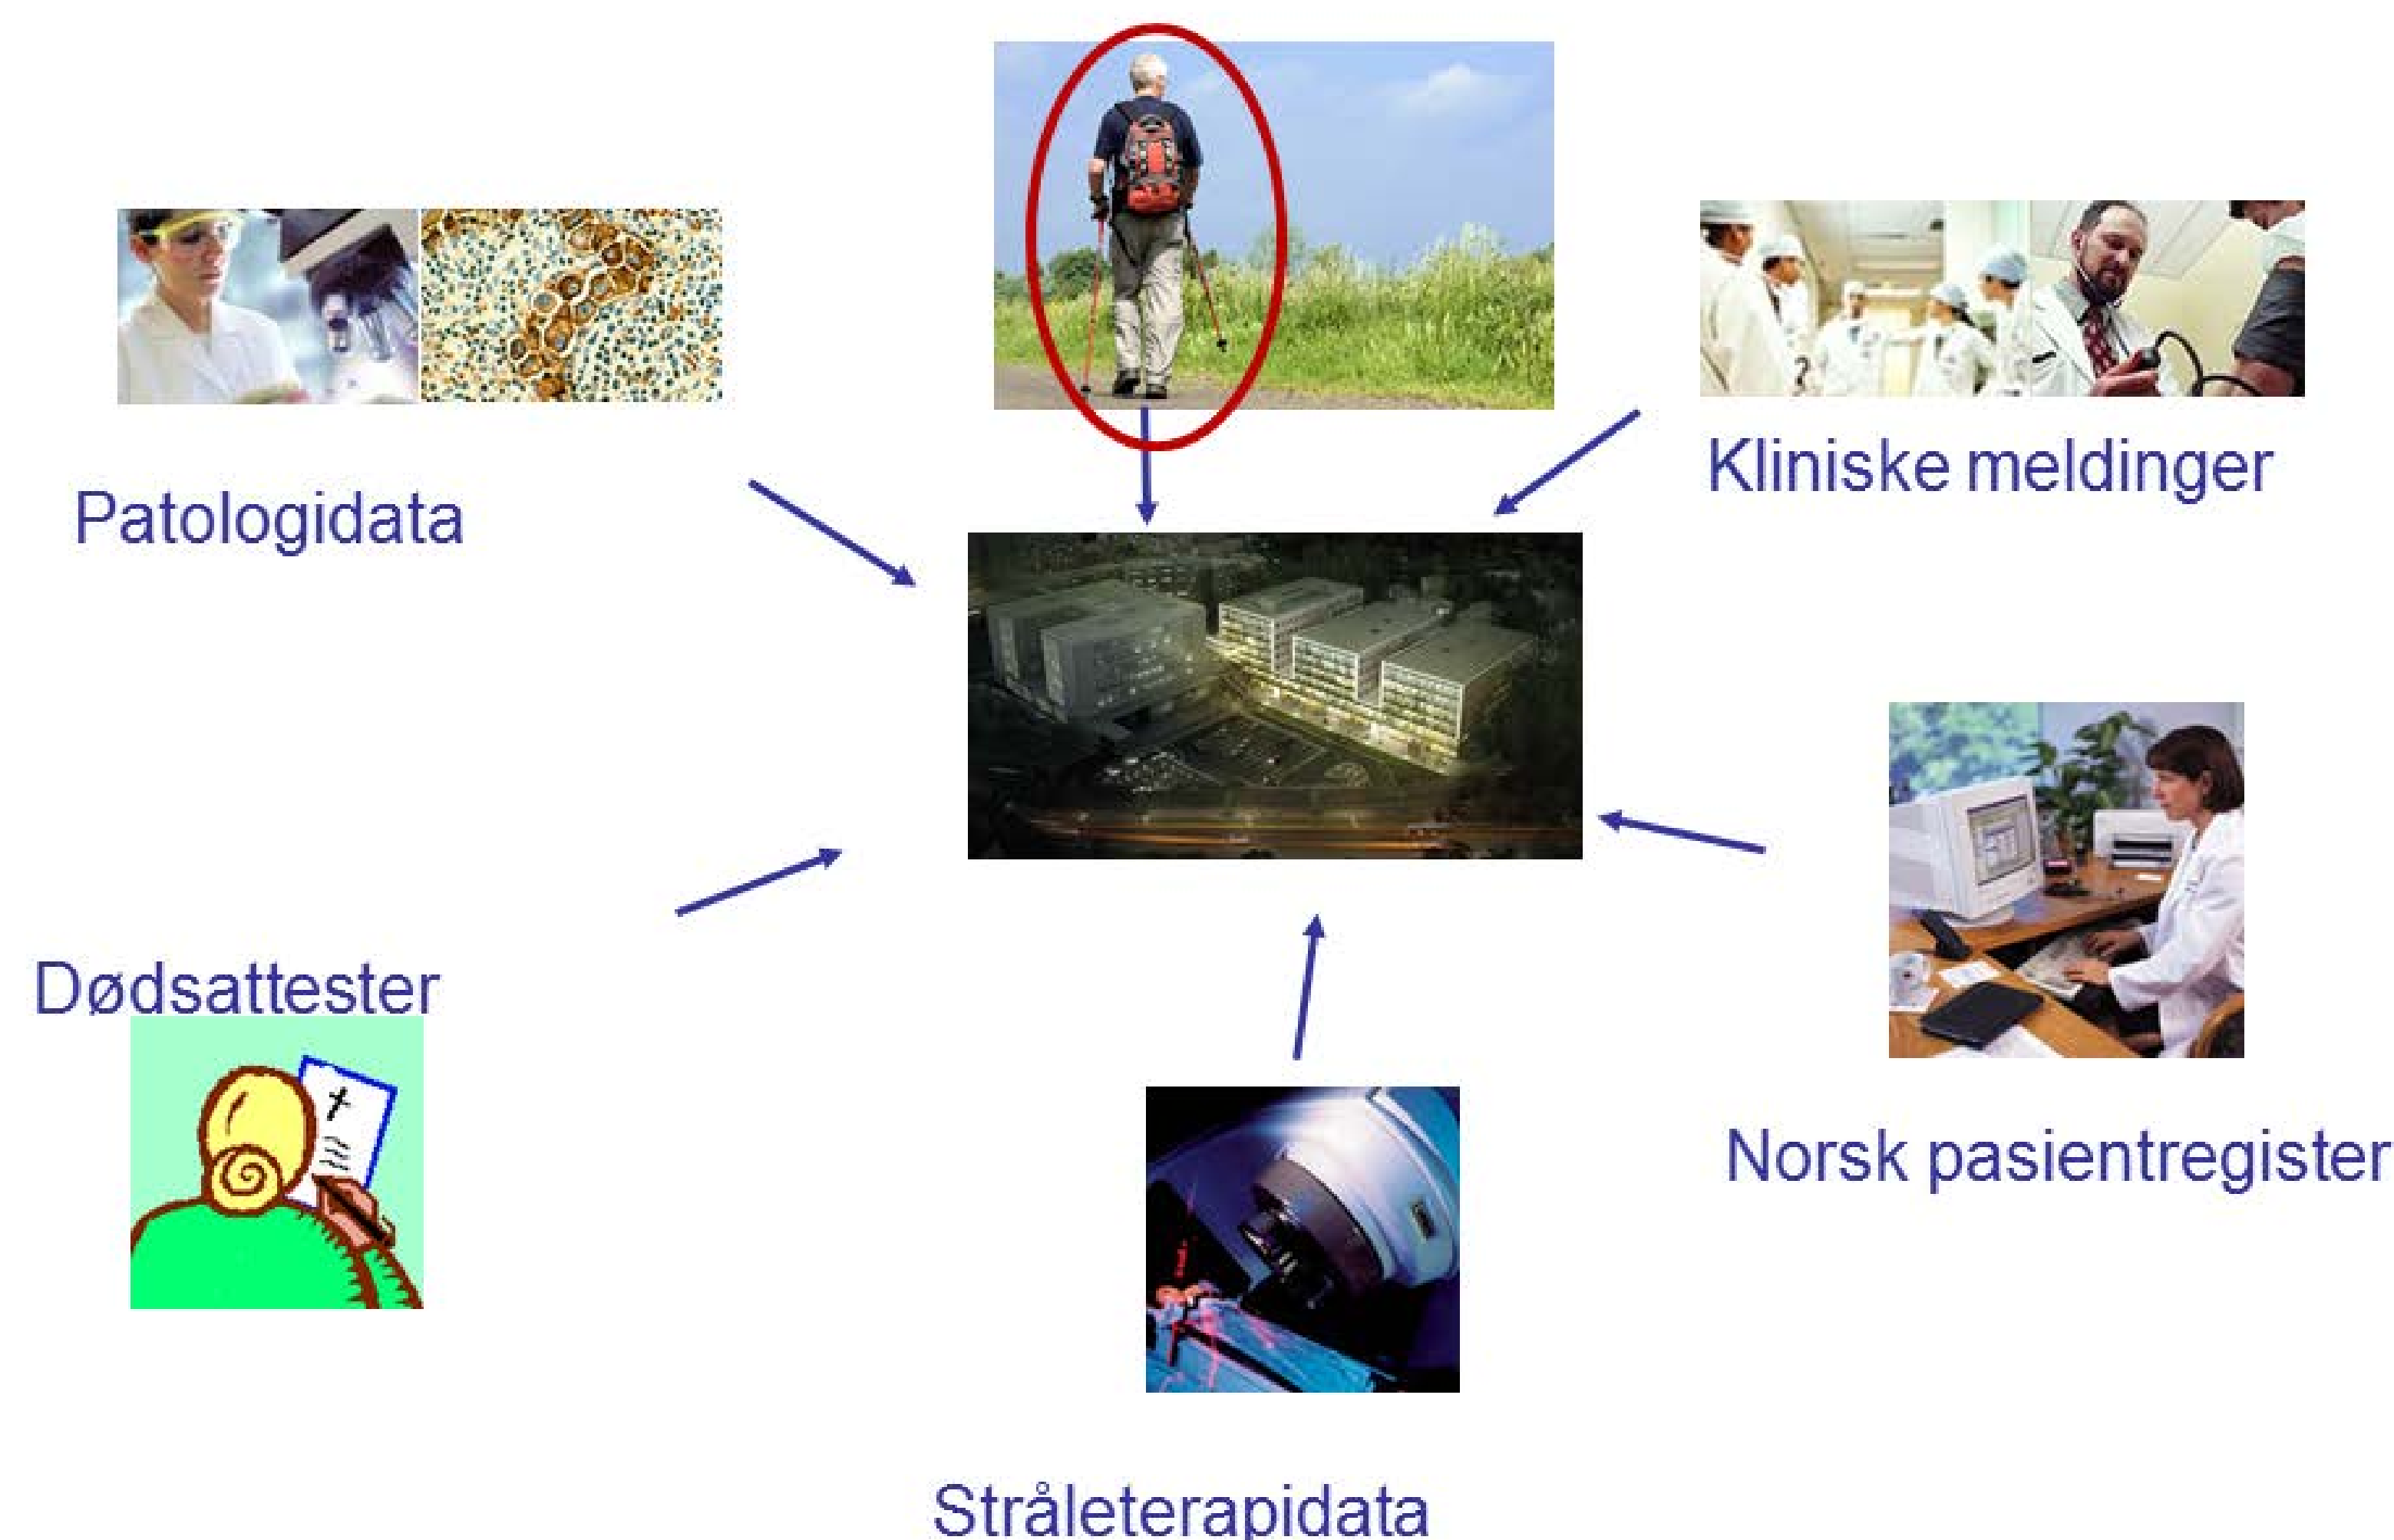 Patologidata
Kliniske meldinger
Dødsattester
Norsk pasientregister
Stråleterapidata